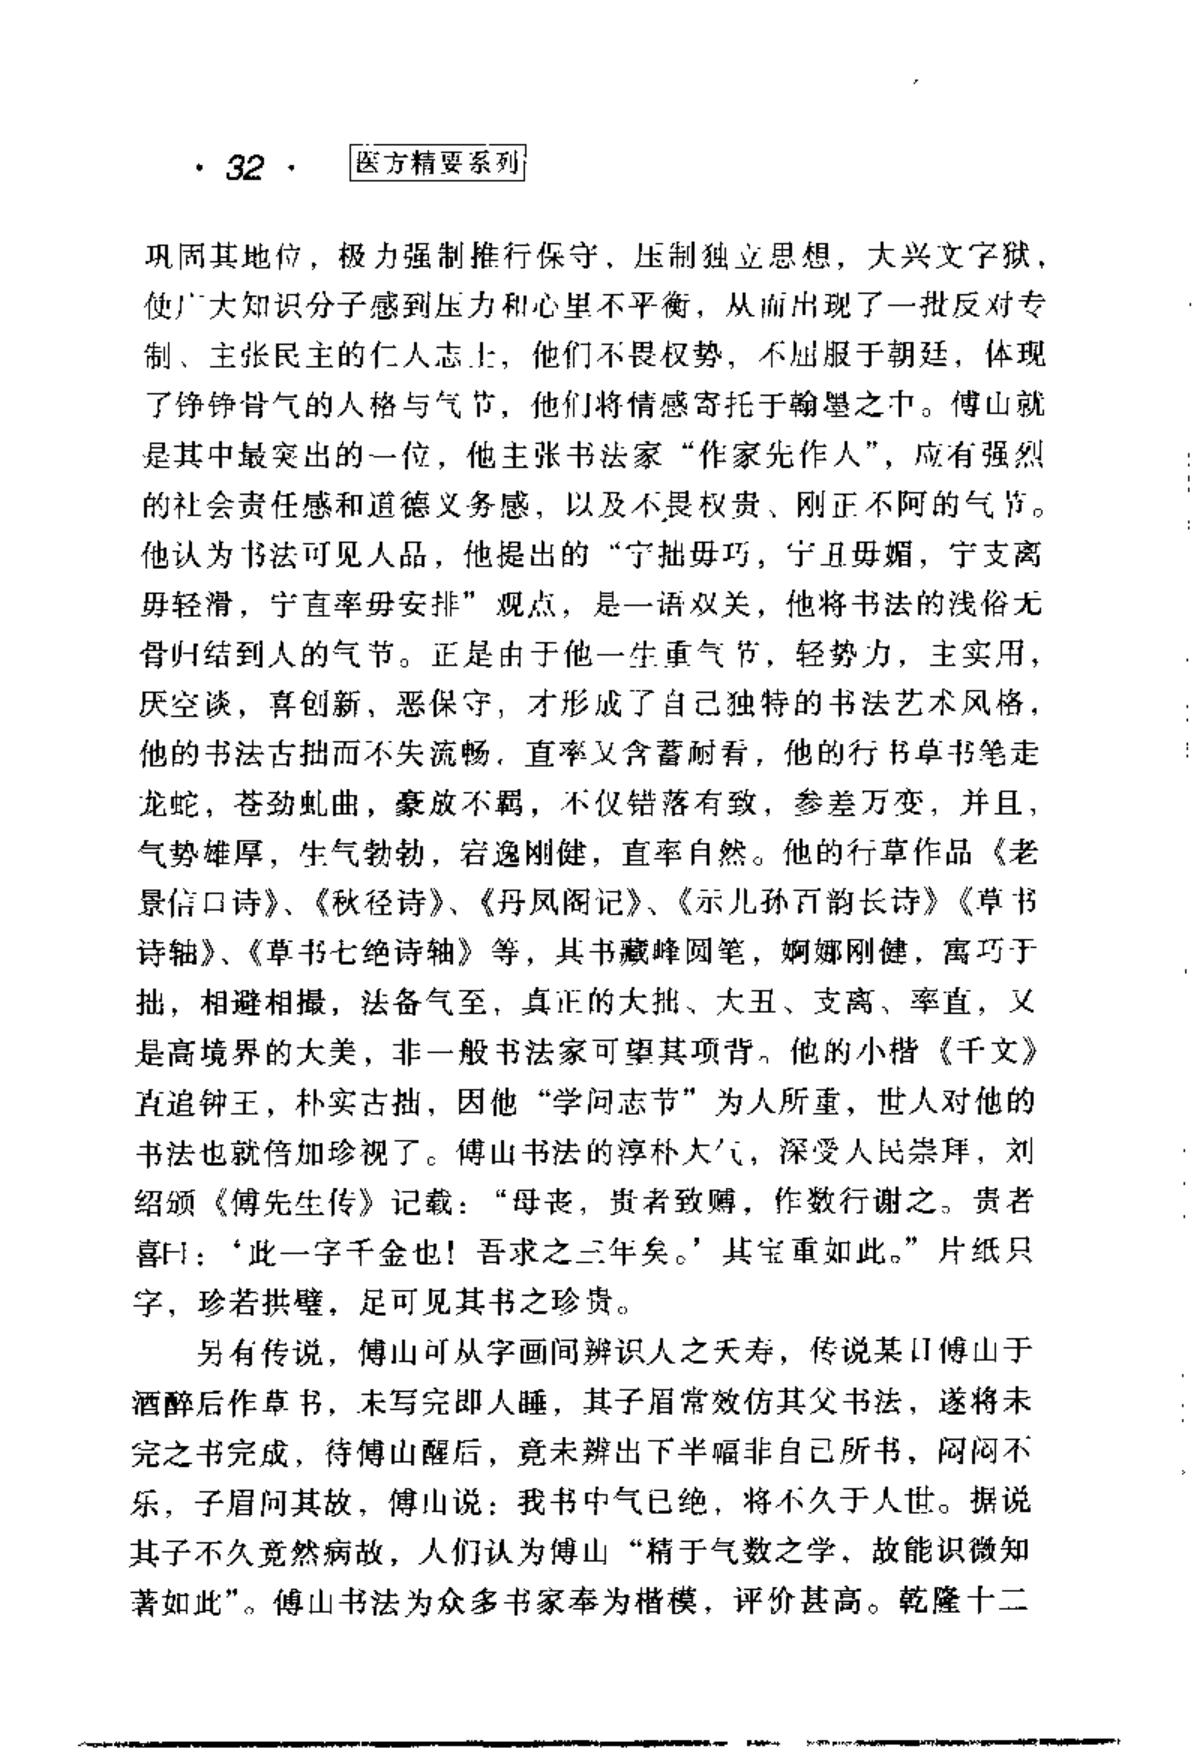 · 32 · 医方精要系列
巩固其地位，极力强制推行保守、压制独立思想，大兴文字狱，
使广大知识分子感到压力和心里不平衡，从而出现了一批反对专
制、主张民主的仁人志士，他们不畏权势，不屈服于朝廷，体现
了铮铮骨气的人格与气节，他们将情感寄托于翰墨之中。傅山就
是其中最突出的一位，他主张书法家“作家先作人”，应有强烈
的社会责任感和道德义务感，以及不畏权贵、刚正不阿的气节。
他认为书法可见人品，他提出的“宁拙毋巧，宁丑毋媚，宁支离
毋轻滑，宁直率毋安排”观点，是一语双关，他将书法的浅俗无
骨归结到人的气节。正是由于他一生重气节，轻势力，主实用，
厌空谈，喜创新，恶保守，才形成了自己独特的书法艺术风格，
他的书法古拙而不失流畅，直率又含蓄耐看，他的行书草书笔走
龙蛇，苍劲虬曲，豪放不羁，不仅错落有致，参差万变，并且，
气势雄厚，生气勃勃，宕逸刚健，直率自然。他的行草作品《老
景信口诗》、《秋径诗》、《丹凤阁记》、《示儿孙百韵长诗》《草书
诗轴》、《草书七绝诗轴》等，其书藏峰圆笔，婀娜刚健，寓巧于
拙，相避相撮，法备气至，真正的大拙、大丑、支离、率直，又
是高境界的大美，非一般书法家可望其项背。他的小楷《千文》
直追钟王，朴实古拙，因他“学问志节”为人所重，世人对他的
书法也就倍加珍视了。傅山书法的淳朴大气，深受人民崇拜，刘
绍颁《傅先生传》记载：“母丧，贵者致赙，作数行谢之。贵者
喜曰：‘此一字千金也！吾求之三年矣。’其宝重如此。”片纸只
字，珍若拱璧，足可见其书之珍贵。
另有传说，傅山可从字画间辨识人之夭寿，传说某日傅山于
酒醉后作草书，未写完即人睡，其子眉常效仿其父书法，遂将未
完之书完成，待傅山醒后，竟未辨出下半幅非自己所书，闷闷不
乐，子眉问其故，傅山说：我书中气已绝，将不久于人世。据说
其子不久竟然病故，人们认为傅山“精于气数之学，故能识微知
著如此”。傅山书法为众多书家奉为楷模，评价甚高。乾隆十二